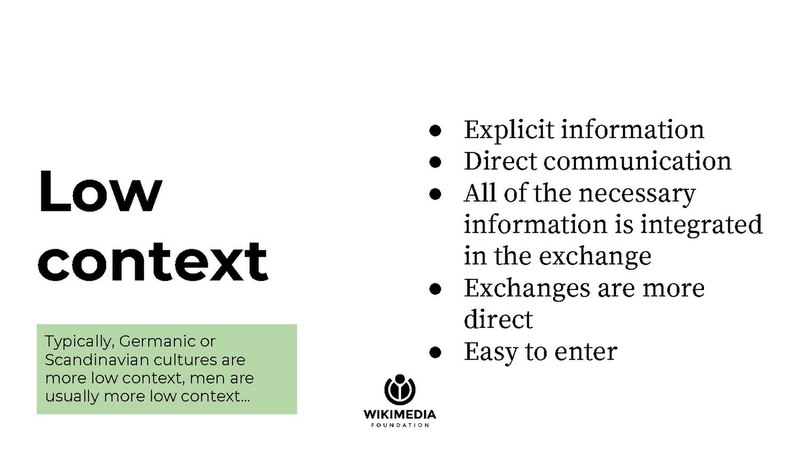 Low
context
Typically, Germanic or
Scandinavian cultures are
more low context, men are
usually more low context...
● Explicit information
● Direct communication
● All of the necessary
information is integrated
in the exchange
● Exchanges are more
direct
● Easy to enter
WIKIMEDIA
FOUNDATION